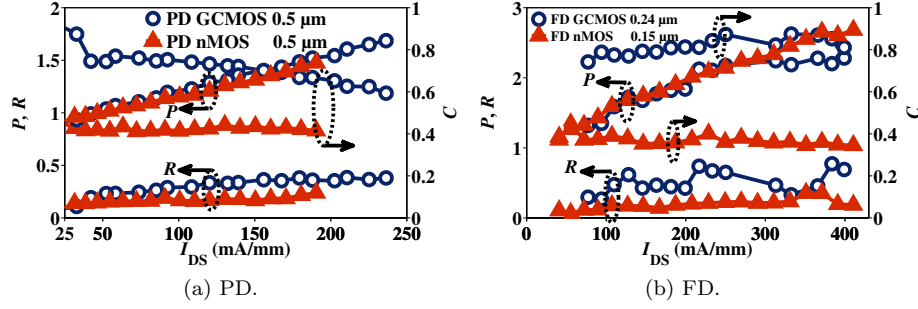 PD GCMOS 0.5 µm
PD nMOS 0.5 µm
P, R
2
1.5
1
0.5
0
C
1
0.8
0.6
0.4
0.2
0
P
R
25 50 100 150 200 250
I_DS (mA/mm)
(a) PD.
FD GCMOS 0.24 µm
FD nMOS 0.15 µm
P, R
3
2
1
0
C
1
0.8
0.6
0.4
0.2
0
P
R
0 100 200 300 400
I_DS (mA/mm)
(b) FD.